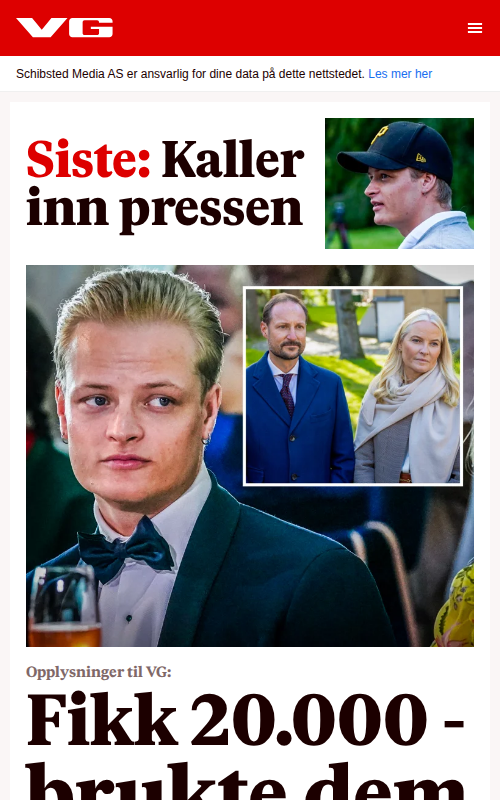 VG
Schibsted Media AS er ansvarlig for dine data på dette nettstedet. Les mer her
Siste: Kaller
inn pressen
Opplysninger til VG:
Fikk 20.000 -
brukte dem